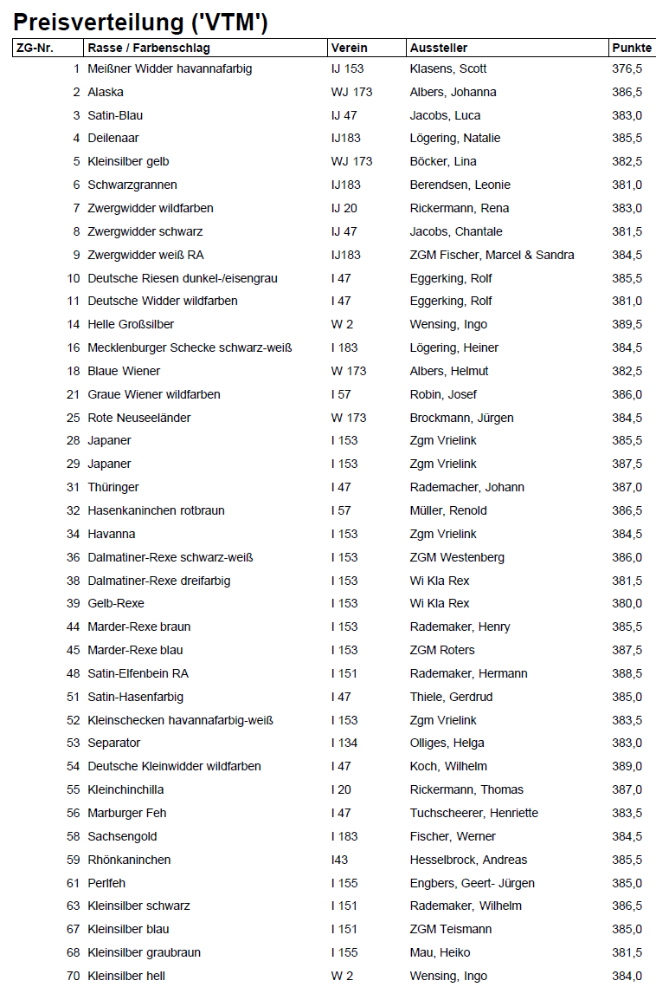 Preisverteilung ('VTM')
ZG-Nr. Rasse / Farbenschlag Verein Aussteller Punkte
1 Meißner Widder havannafarbig IJ 153 Klasens, Scott 376,5
2 Alaska WJ 173 Albers, Johanna 386,5
3 Satin-Blau IJ 47 Jacobs, Luca 383,0
4 Deilenaar IJ183 Lögering, Natalie 385,5
5 Kleinsilber gelb WJ 173 Böcker, Lina 382,5
6 Schwarzgrannen IJ183 Berendsen, Leonie 381,0
7 Zwergwidder wildfarben IJ 20 Rickermann, Rena 383,0
8 Zwergwidder schwarz IJ 47 Jacobs, Chantale 381,5
9 Zwergwidder weiß RA IJ183 ZGM Fischer, Marcel & Sandra 384,5
10 Deutsche Riesen dunkel-/eisengrau I 47 Eggerking, Rolf 385,5
11 Deutsche Widder wildfarben I 47 Eggerking, Rolf 381,0
14 Helle Großsilber W 2 Wensing, Ingo 389,5
16 Mecklenburger Schecke schwarz-weiß I 183 Lögering, Heiner 384,5
18 Blaue Wiener W 173 Albers, Helmut 382,5
21 Graue Wiener wildfarben I 57 Robin, Josef 386,0
25 Rote Neuseeländer W 173 Brockmann, Jürgen 384,5
28 Japaner I 153 Zgm Vrielink 385,5
29 Japaner I 153 Zgm Vrielink 387,5
31 Thüringer I 47 Rademacher, Johann 387,0
32 Hasenkaninchen rotbraun I 57 Müller, Renold 386,5
34 Havanna I 153 Zgm Vrielink 384,5
36 Dalmatiner-Rexe schwarz-weiß I 153 ZGM Westenberg 386,0
38 Dalmatiner-Rexe dreifarbig I 153 Wi Kla Rex 381,5
39 Gelb-Rexe I 153 Wi Kla Rex 380,0
44 Marder-Rexe braun I 153 Rademaker, Henry 385,5
45 Marder-Rexe blau I 153 ZGM Roters 387,5
48 Satin-Elfenbein RA I 151 Rademaker, Hermann 388,5
51 Satin-Hasenfarbig I 47 Thiele, Gerdrud 385,0
52 Kleinschecken havannafarbig-weiß I 153 Zgm Vrielink 383,5
53 Separator I 134 Olliges, Helga 383,0
54 Deutsche Kleinwidder wildfarben I 47 Koch, Wilhelm 389,0
55 Kleinchinchilla I 20 Rickermann, Thomas 387,0
56 Marburger Feh I 47 Tuchscheerer, Henriette 383,5
58 Sachsengold I 183 Fischer, Werner 384,5
59 Rhönkaninchen I43 Hesselbrock, Andreas 385,5
61 Perlfeh I 155 Engbers, Geert- Jürgen 385,0
63 Kleinsilber schwarz I 151 Rademaker, Wilhelm 386,5
67 Kleinsilber blau I 151 ZGM Teismann 385,0
68 Kleinsilber graubraun I 155 Mau, Heiko 381,5
70 Kleinsilber hell W 2 Wensing, Ingo 384,0